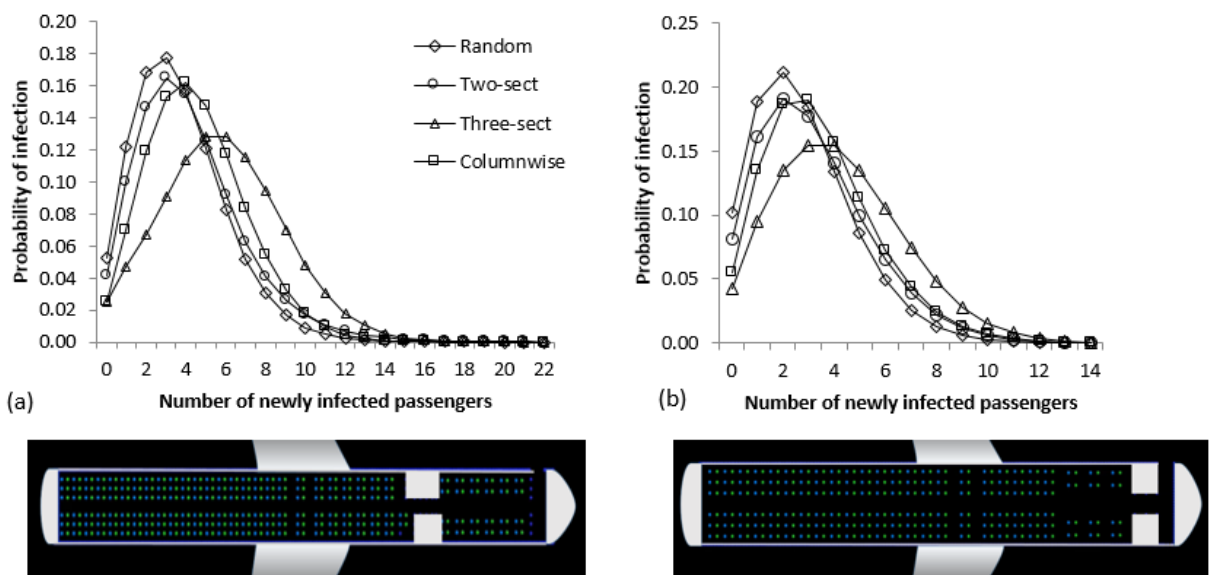 0.20
0.18
0.16
0.14
0.12
0.10
0.08
0.06
0.04
0.02
0.00
Probability of infection
Random
Two-sect
Three-sect
Columnwise
0 2 4 6 8 10 12 14 16 18 20 22
(a) Number of newly infected passengers
0.25
0.20
0.15
0.10
0.05
0.00
Probability of infection
0 2 4 6 8 10 12 14
(b) Number of newly infected passengers